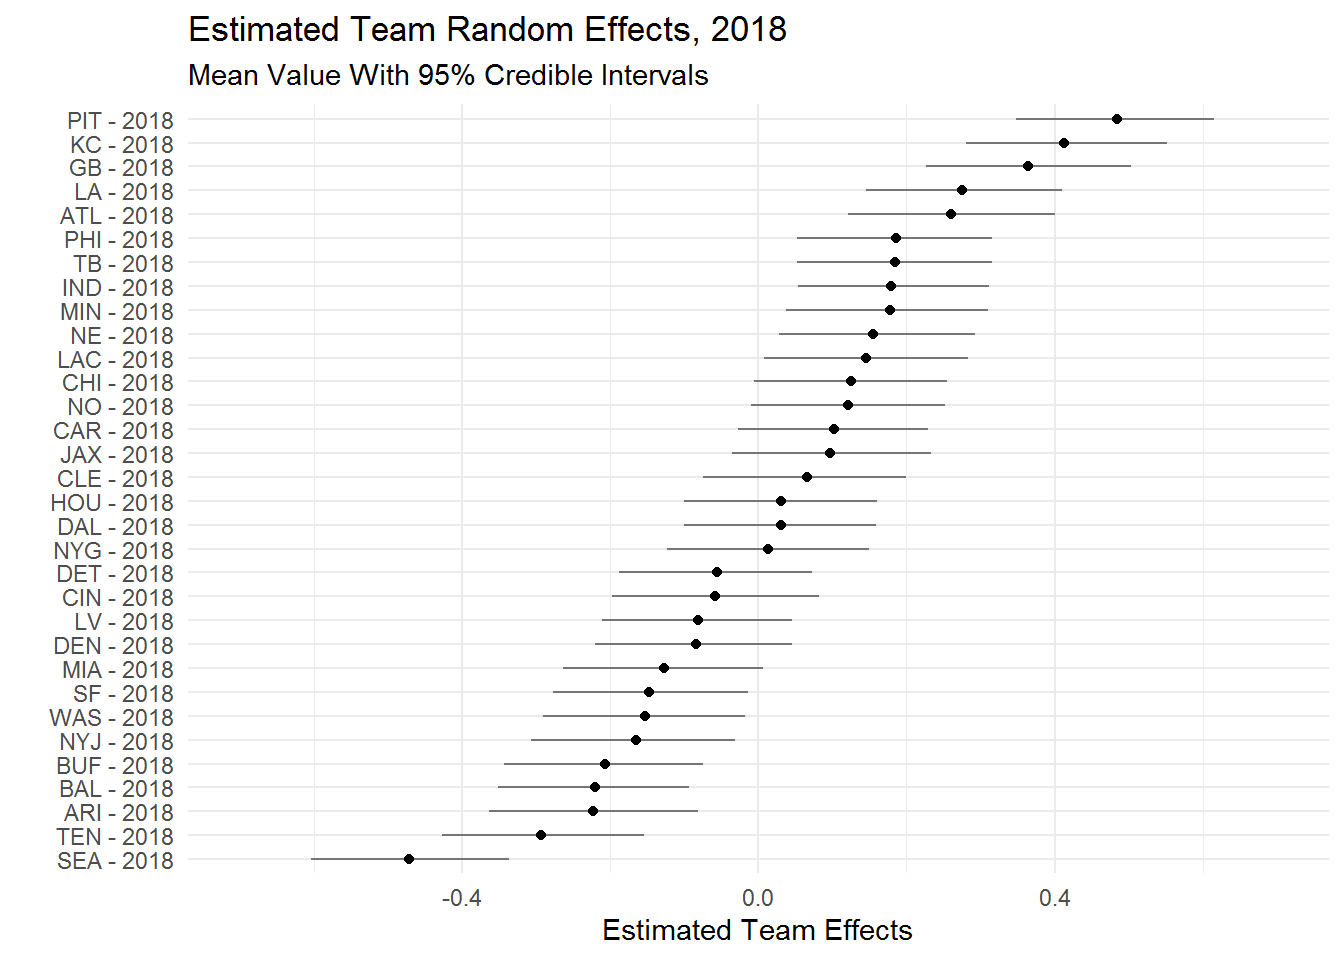 Estimated Team Random Effects, 2018
Mean Value With 95% Credible Intervals
PIT - 2018
KC - 2018
GB - 2018
LA - 2018
ATL - 2018
PHI - 2018
TB - 2018
IND - 2018
MIN - 2018
NE - 2018
LAC - 2018
CHI - 2018
NO - 2018
CAR - 2018
JAX - 2018
CLE - 2018
HOU - 2018
DAL - 2018
NYG - 2018
DET - 2018
CIN - 2018
LV - 2018
DEN - 2018
MIA - 2018
SF - 2018
WAS - 2018
NYJ - 2018
BUF - 2018
BAL - 2018
ARI - 2018
TEN - 2018
SEA - 2018
-0.4 0.0 0.4
Estimated Team Effects